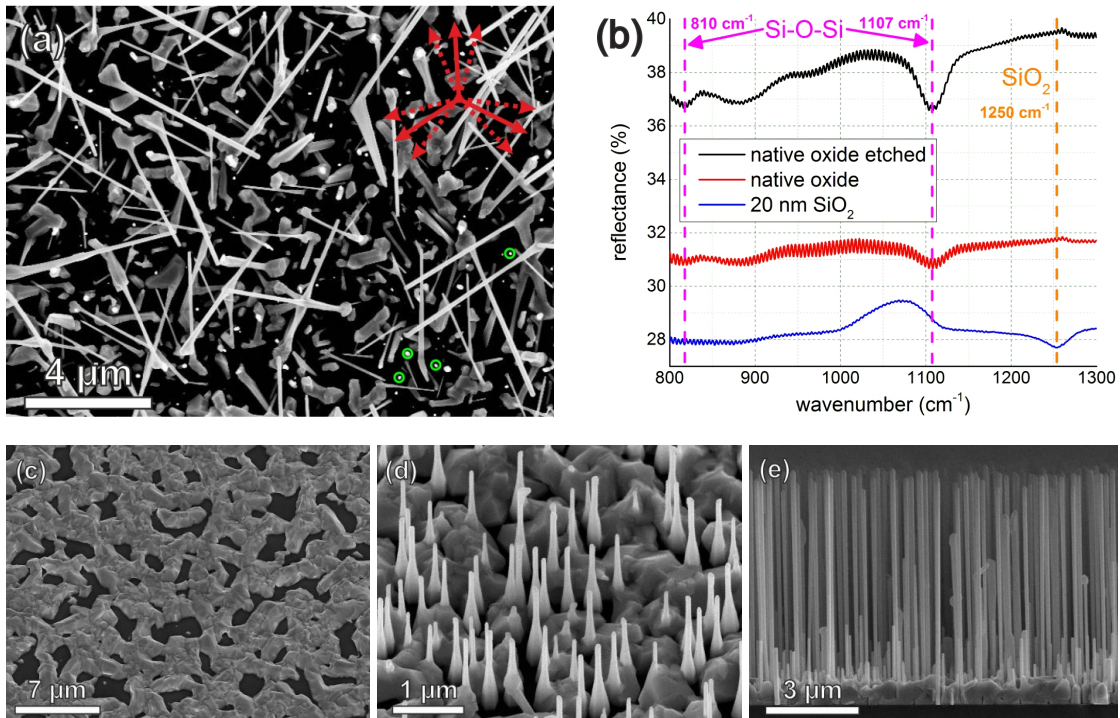 (a)
4 μm
(b)
40
38
36
34
32
30
28
reflectance (%)
810 cm⁻¹
Si-O-Si
1107 cm⁻¹
SiO₂
1250 cm⁻¹
native oxide etched
native oxide
20 nm SiO₂
800 900 1000 1100 1200 1300
wavenumber (cm⁻¹)
(c)
7 μm
(d)
1 μm
(e)
3 μm